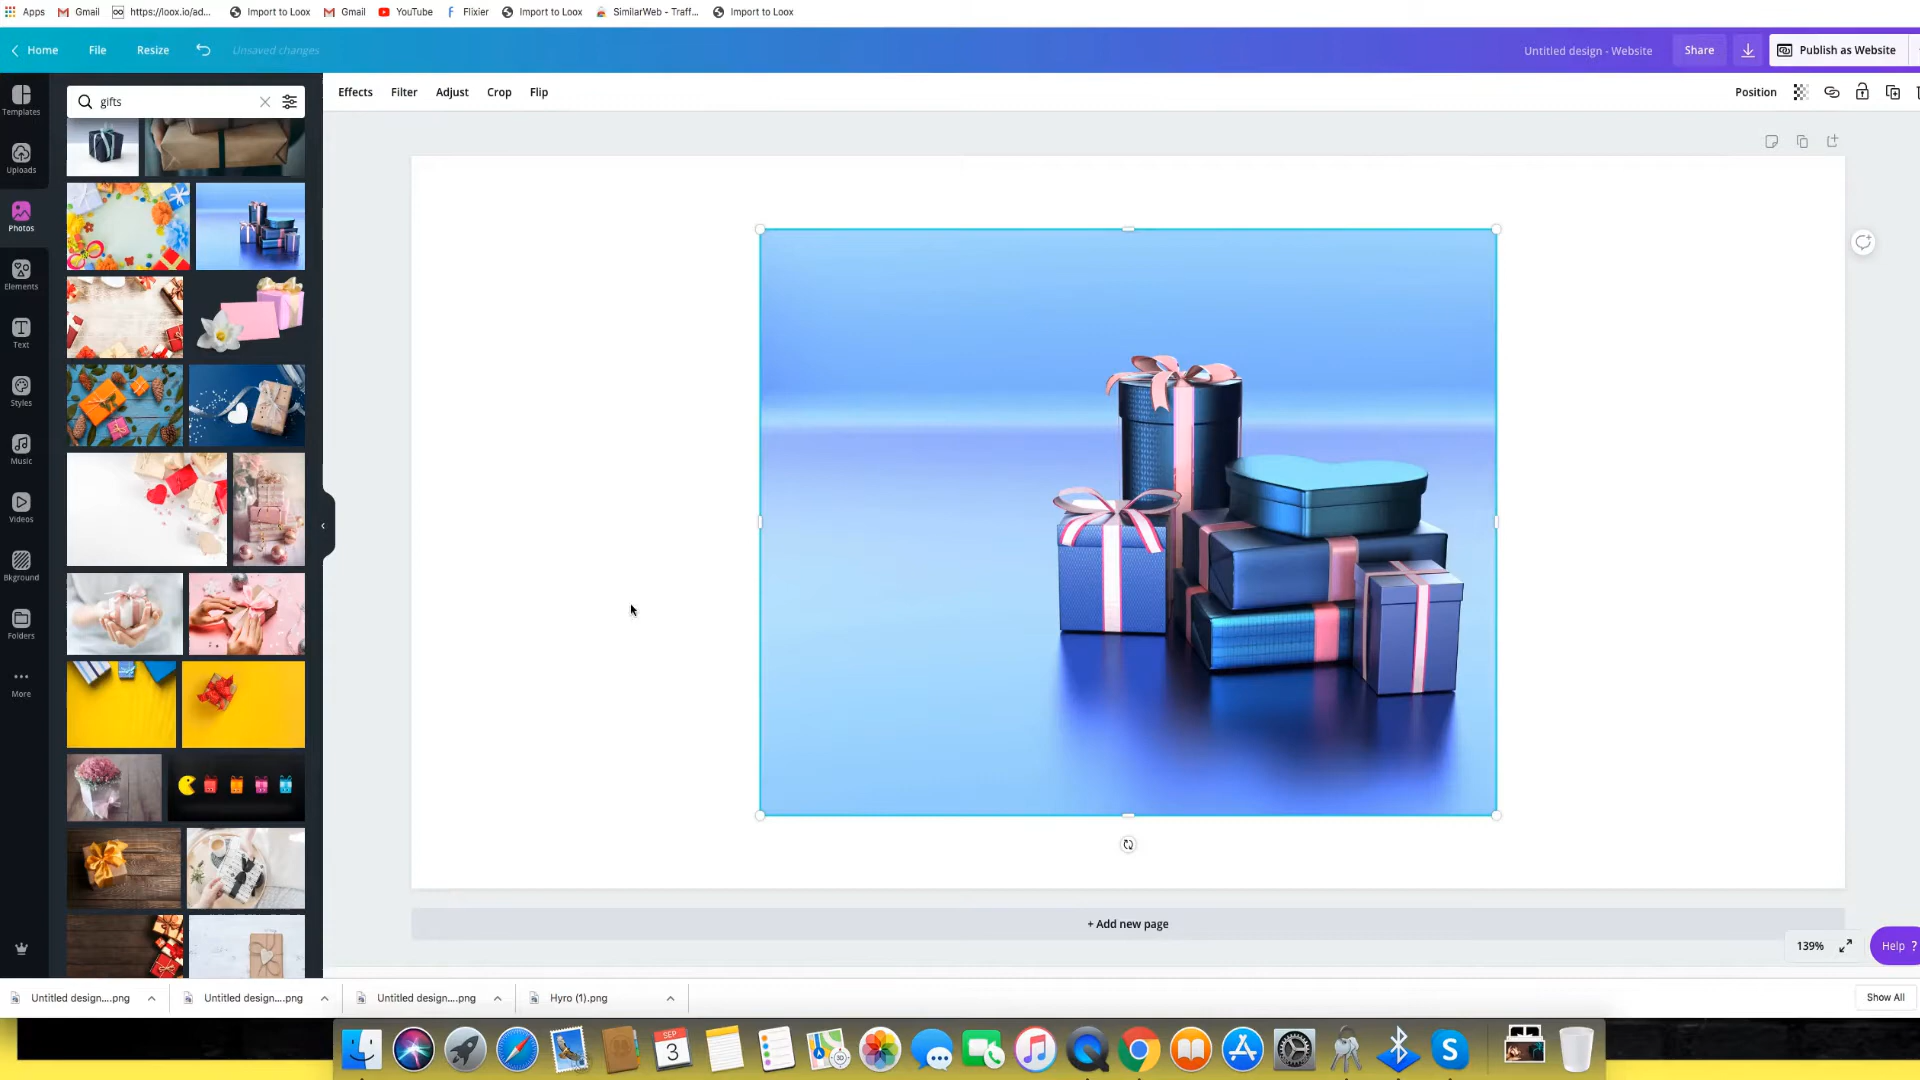 Apps Gmail https://loox.io/ad... Import to Loox Gmail YouTube Flixier Import to Loox SimilarWeb - Traff... Import to Loox
Home File Resize Unsaved changes Untitled design - Website Share Publish as Website
Templates
gifts
Effects Filter Adjust Crop Flip Position
Uploads
Photos
Elements
Text
Styles
Music
Videos
Bkground
Folders
More
+ Add new page
139% Help ?
Untitled design....png Untitled design....png Untitled design....png Hyro (1).png Show All
SEP
3